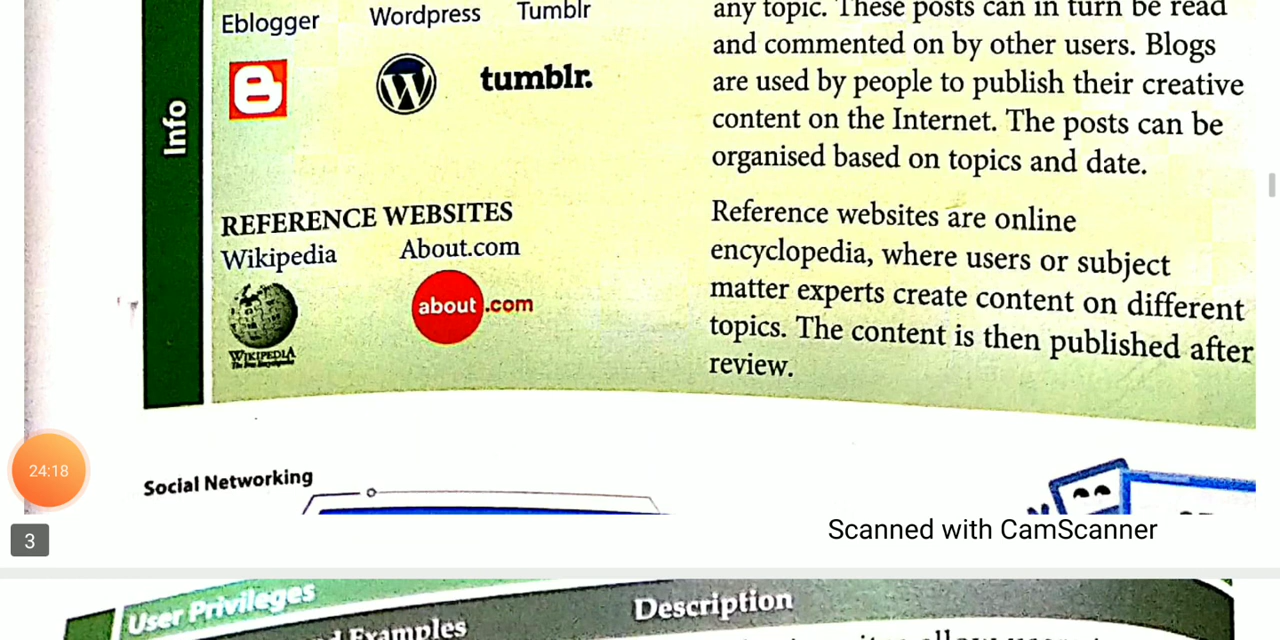 Eblogger Wordpress Tumblr
tumblr.
Info
REFERENCE WEBSITES
Wikipedia About.com
about.com
WIKIPEDIA
any topic. These posts can in turn be read
and commented on by other users. Blogs
are used by people to publish their creative
content on the Internet. The posts can be
organised based on topics and date.
Reference websites are online
encyclopedia, where users or subject
matter experts create content on different
topics. The content is then published after
review.
24:18
Social Networking
3
Scanned with CamScanner
User Privileges
Examples
Description